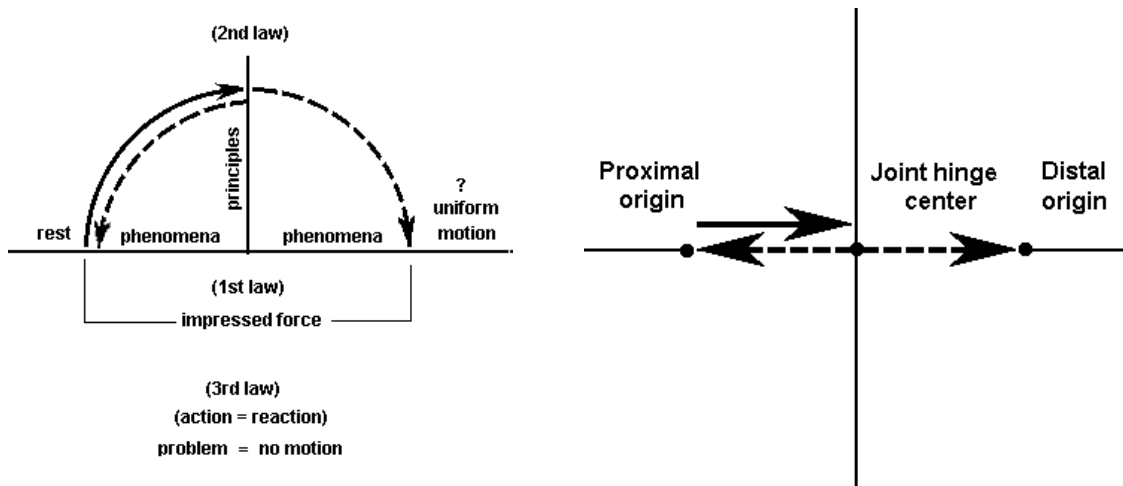 (2nd law)
principles
?
uniform
rest phenomena phenomena motion
(1st law)
impressed force
(3rd law)
(action = reaction)
problem = no motion
Proximal
origin
Joint hinge
center
Distal
origin